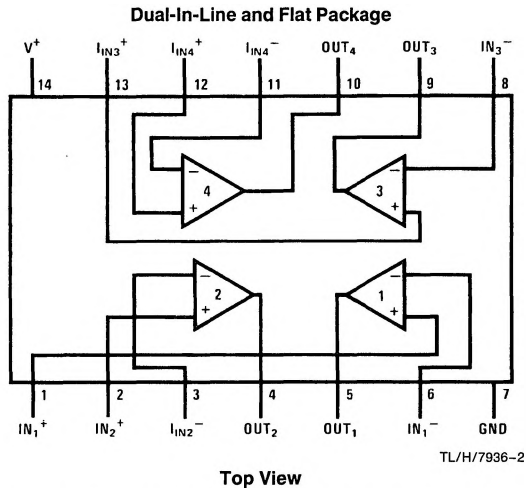 Dual-In-Line and Flat Package
V+ IIN3+ IIN4+ IIN4− OUT4 OUT3 IN3−
14 13 12 11 10 9 8
− 4 +
− 3 +
− 2 +
− 1 +
1 2 3 4 5 6 7
IN1+ IN2+ IIN2− OUT2 OUT1 IN1− GND
TL/H/7936–2
Top View